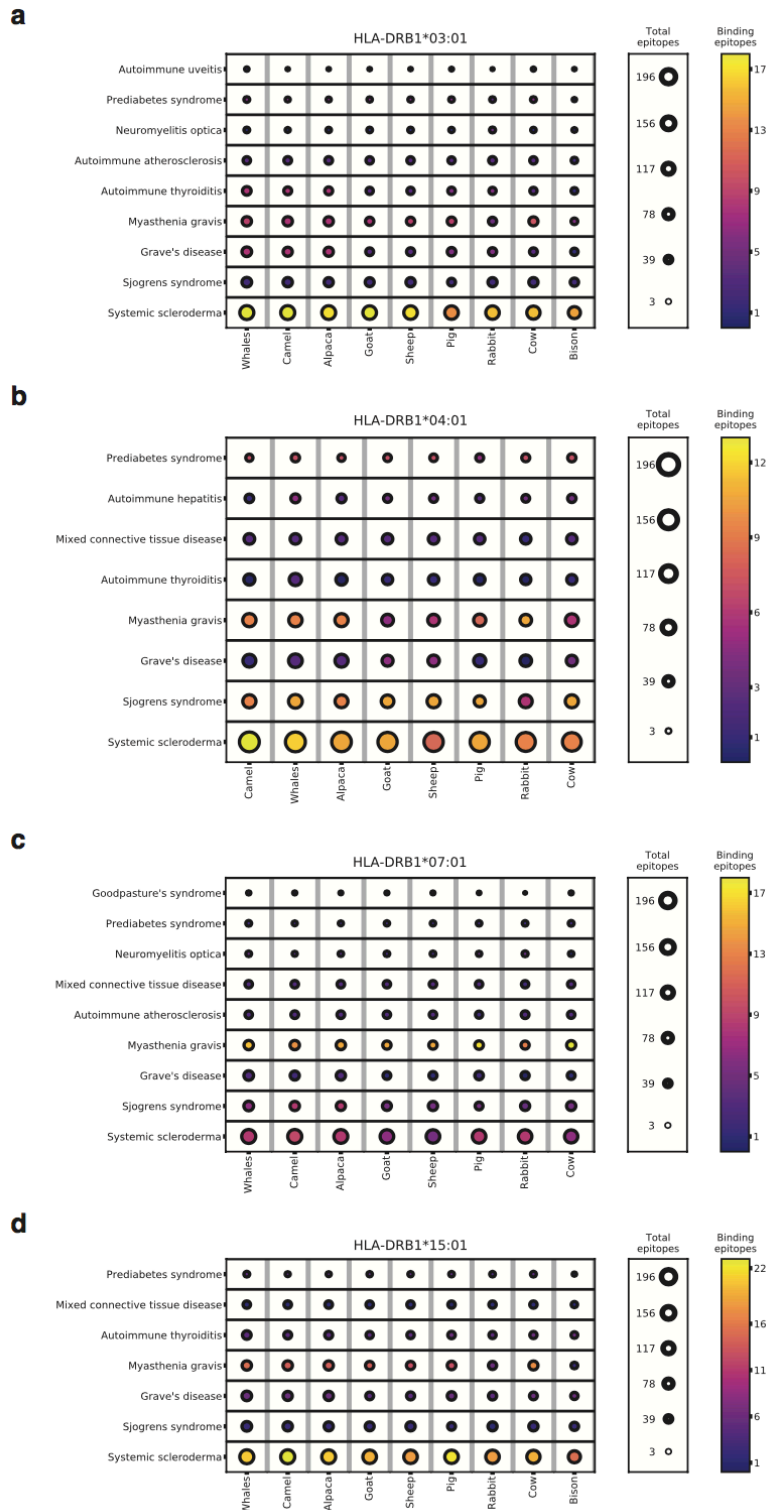 a
HLA-DRB1*03:01
Total
epitopes
Binding
epitopes
Autoimmune uveitis
Prediabetes syndrome
Neuromyelitis optica
Autoimmune atherosclerosis
Autoimmune thyroiditis
Myasthenia gravis
Grave's disease
Sjogrens syndrome
Systemic scleroderma
Whales
Camel
Alpaca
Goat
Sheep
Pig
Rabbit
Cow
Bison
196
156
117
78
39
3
17
13
9
5
1
b
HLA-DRB1*04:01
Total
epitopes
Binding
epitopes
Prediabetes syndrome
Autoimmune hepatitis
Mixed connective tissue disease
Autoimmune thyroiditis
Myasthenia gravis
Grave's disease
Sjogrens syndrome
Systemic scleroderma
Camel
Whales
Alpaca
Goat
Sheep
Pig
Rabbit
Cow
196
156
117
78
39
3
12
9
6
3
1
c
HLA-DRB1*07:01
Total
epitopes
Binding
epitopes
Goodpasture's syndrome
Prediabetes syndrome
Neuromyelitis optica
Mixed connective tissue disease
Autoimmune atherosclerosis
Myasthenia gravis
Grave's disease
Sjogrens syndrome
Systemic scleroderma
Whales
Camel
Alpaca
Goat
Sheep
Pig
Rabbit
Cow
196
156
117
78
39
3
17
13
9
5
1
d
HLA-DRB1*15:01
Total
epitopes
Binding
epitopes
Prediabetes syndrome
Mixed connective tissue disease
Autoimmune thyroiditis
Myasthenia gravis
Grave's disease
Sjogrens syndrome
Systemic scleroderma
Whales
Camel
Alpaca
Goat
Sheep
Pig
Rabbit
Cow
Bison
196
156
117
78
39
3
22
16
11
6
1